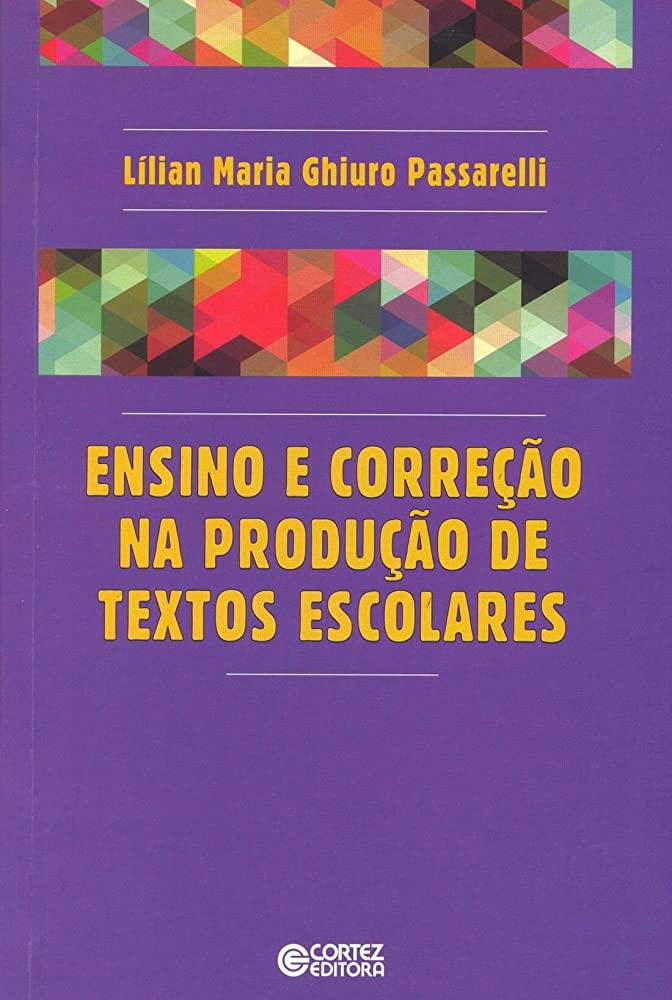 Lílian Maria Ghiuro Passarelli
ENSINO E CORREÇÃO
NA PRODUÇÃO DE
TEXTOS ESCOLARES
CORTEZ
EDITORA